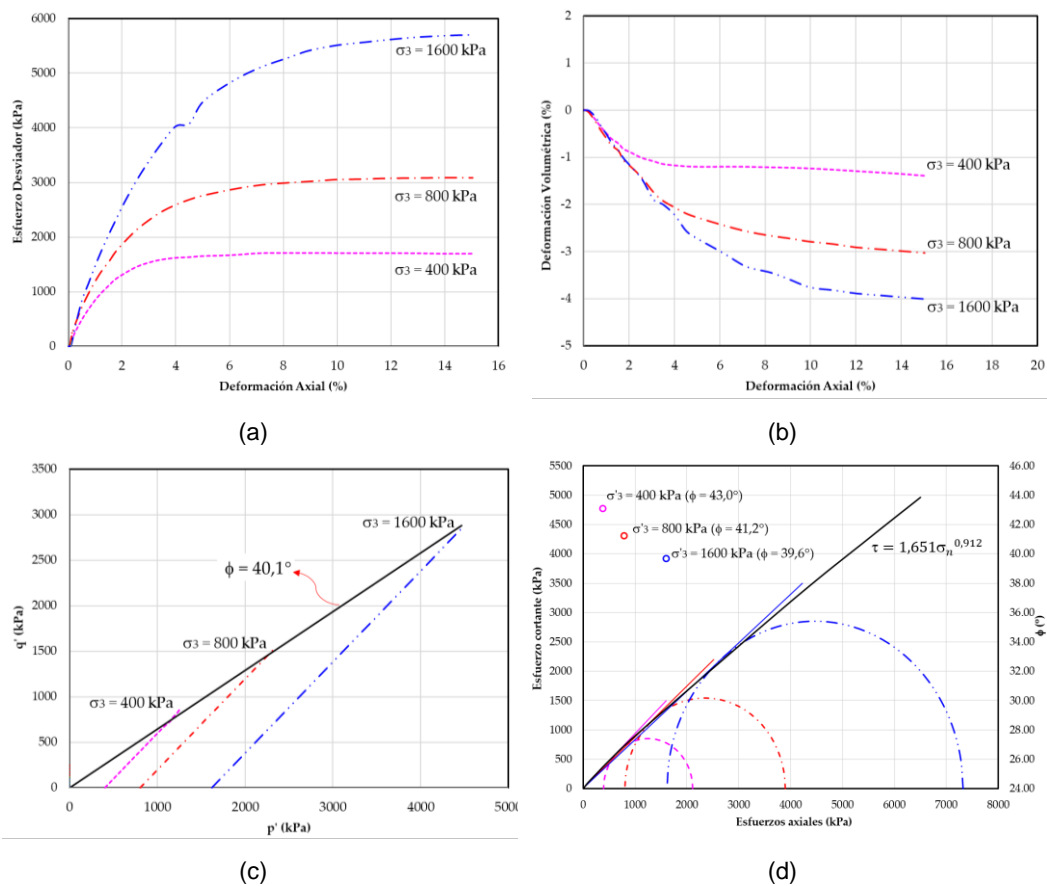 6000
5000
4000
3000
2000
1000
0
0 2 4 6 8 10 12 14 16
Esfuerzo Desviador (kPa)
Deformación Axial (%)
σ3 = 1600 kPa
σ3 = 800 kPa
σ3 = 400 kPa
(a)
2
1
0
-1
-2
-3
-4
-5
0 2 4 6 8 10 12 14 16 18 20
Deformación Volumétrica (%)
Deformación Axial (%)
σ3 = 400 kPa
σ3 = 800 kPa
σ3 = 1600 kPa
(b)
3500
3000
2500
2000
1500
1000
500
0
0 1000 2000 3000 4000 5000
q' (kPa)
p' (kPa)
σ3 = 1600 kPa
ϕ = 40,1°
σ3 = 800 kPa
σ3 = 400 kPa
(c)
5500
5000
4500
4000
3500
3000
2500
2000
1500
1000
500
0
0 1000 2000 3000 4000 5000 6000 7000 8000
46.00
44.00
42.00
40.00
38.00
36.00
34.00
32.00
30.00
28.00
26.00
24.00
Esfuerzo cortante (kPa)
Esfuerzos axiales (kPa)
ϕ (°)
σ'3 = 400 kPa (ϕ = 43,0°)
σ'3 = 800 kPa (ϕ = 41,2°)
σ'3 = 1600 kPa (ϕ = 39,6°)
τ = 1,651σₙ^0,912
(d)